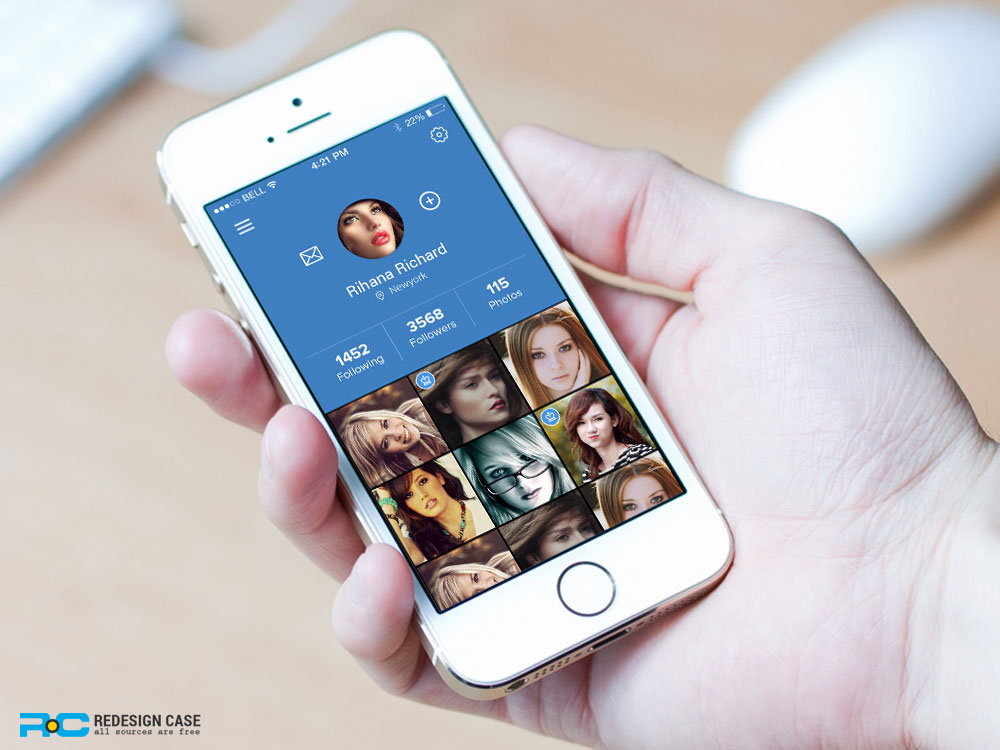 BELL
4:21 PM
22%
Rihana Richard
Newyork
1452
Following
3568
Followers
115
Photos
RC REDESIGN CASE
all sources are free